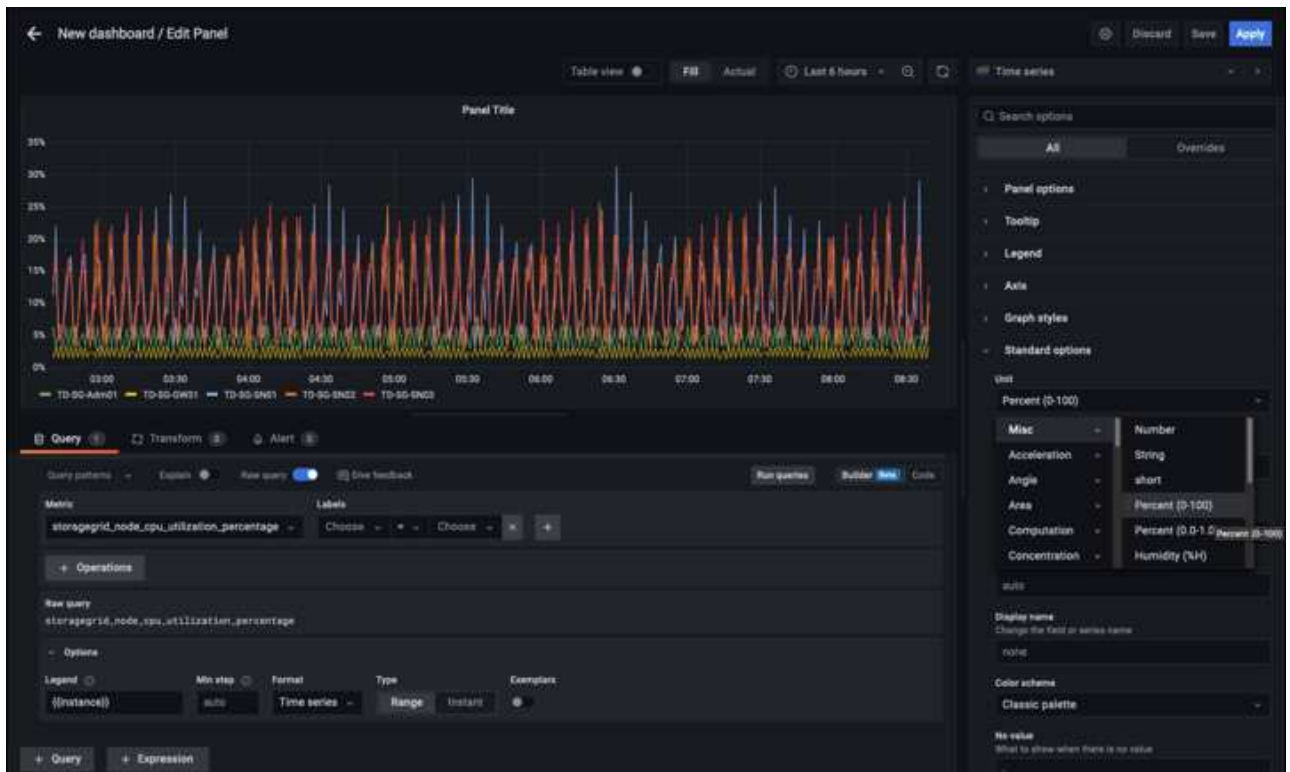 New dashboard / Edit Panel
Discard Save Apply
Table view Fill Actual Last 6 hours
Time series
Panel Title
Search options
All Overrides
35%
30%
25%
20%
15%
10%
5%
0%
03:00 03:30 04:00 04:30 05:00 05:30 06:00 06:30 07:00 07:30 08:00 08:30
TD-SG-Adm01 TD-SG-GW01 TD-SG-SN01 TD-SG-SN02 TD-SG-SN03
Panel options
Tooltip
Legend
Axis
Graph styles
Standard options
Unit
Percent (0-100)
Misc
Acceleration
Angle
Area
Computation
Concentration
Number
String
short
Percent (0-100)
Percent (0.0-1.0
Percent (0-100)
Humidity (%H)
auto
Display name
Change the field or series name
none
Color scheme
Classic palette
No value
What to show when there is no value
Query 1 Transform 0 Alert 0
Query patterns Explain Raw query Give feedback Run queries Builder Beta Code
Metric Labels
storagegrid_node_cpu_utilization_percentage Choose = Choose × +
+ Operations
Raw query
storagegrid_node_cpu_utilization_percentage
Options
Legend Min step Format Type Exemplars
{{instance}} auto Time series Range Instant
+ Query + Expression